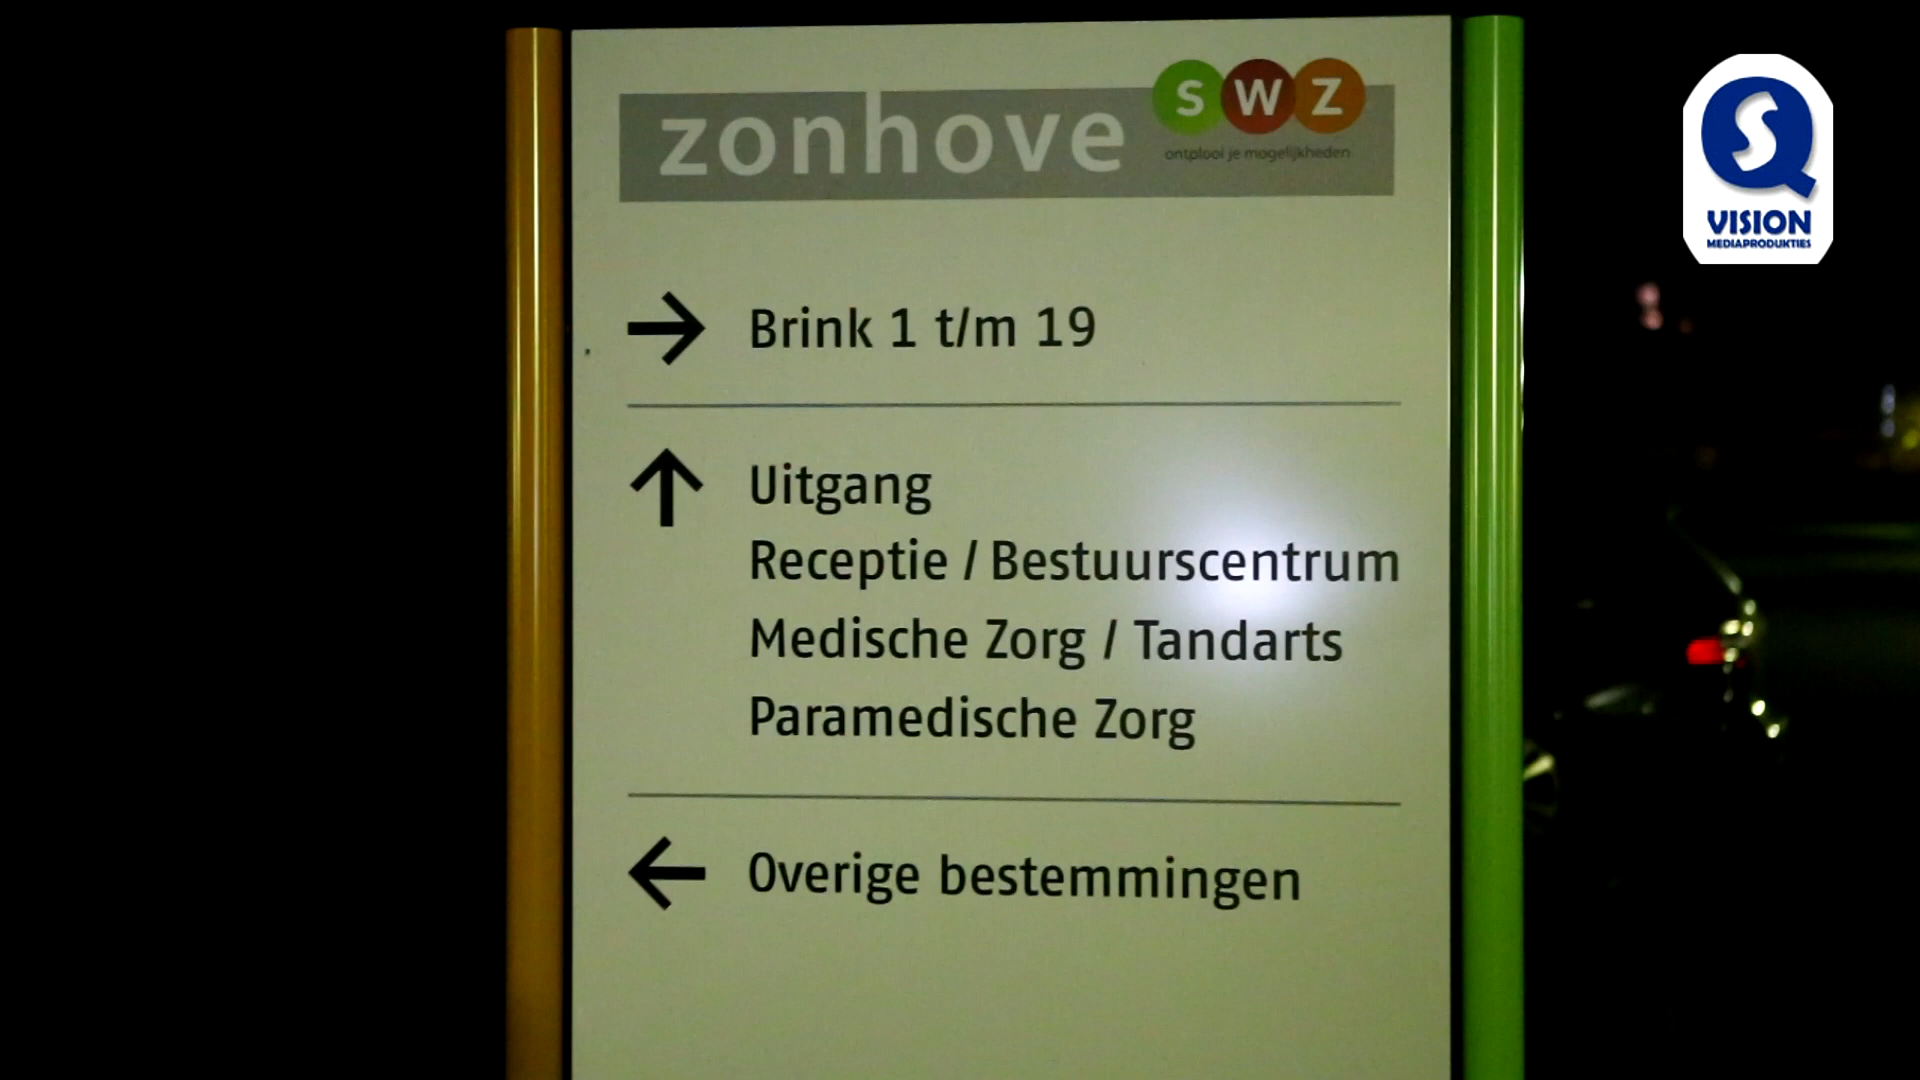 zonhove
S W Z
ontplooi je mogelijkheden
→ Brink 1 t/m 19
↑ Uitgang
Receptie / Bestuurscentrum
Medische Zorg / Tandarts
Paramedische Zorg
← Overige bestemmingen
SQ
VISION
MEDIAPRODUKTIES